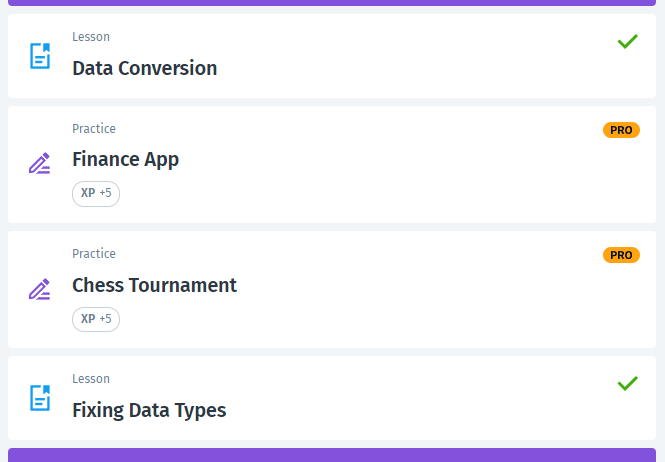 Lesson
Data Conversion
Practice
PRO
Finance App
XP +5
Practice
PRO
Chess Tournament
XP +5
Lesson
Fixing Data Types